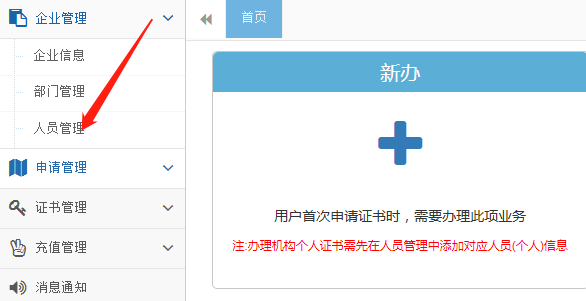 企业管理
首页
企业信息
部门管理
人员管理
申请管理
证书管理
充值管理
消息通知
新办
用户首次申请证书时，需要办理此项业务
注:办理机构个人证书需先在人员管理中添加对应人员(个人)信息